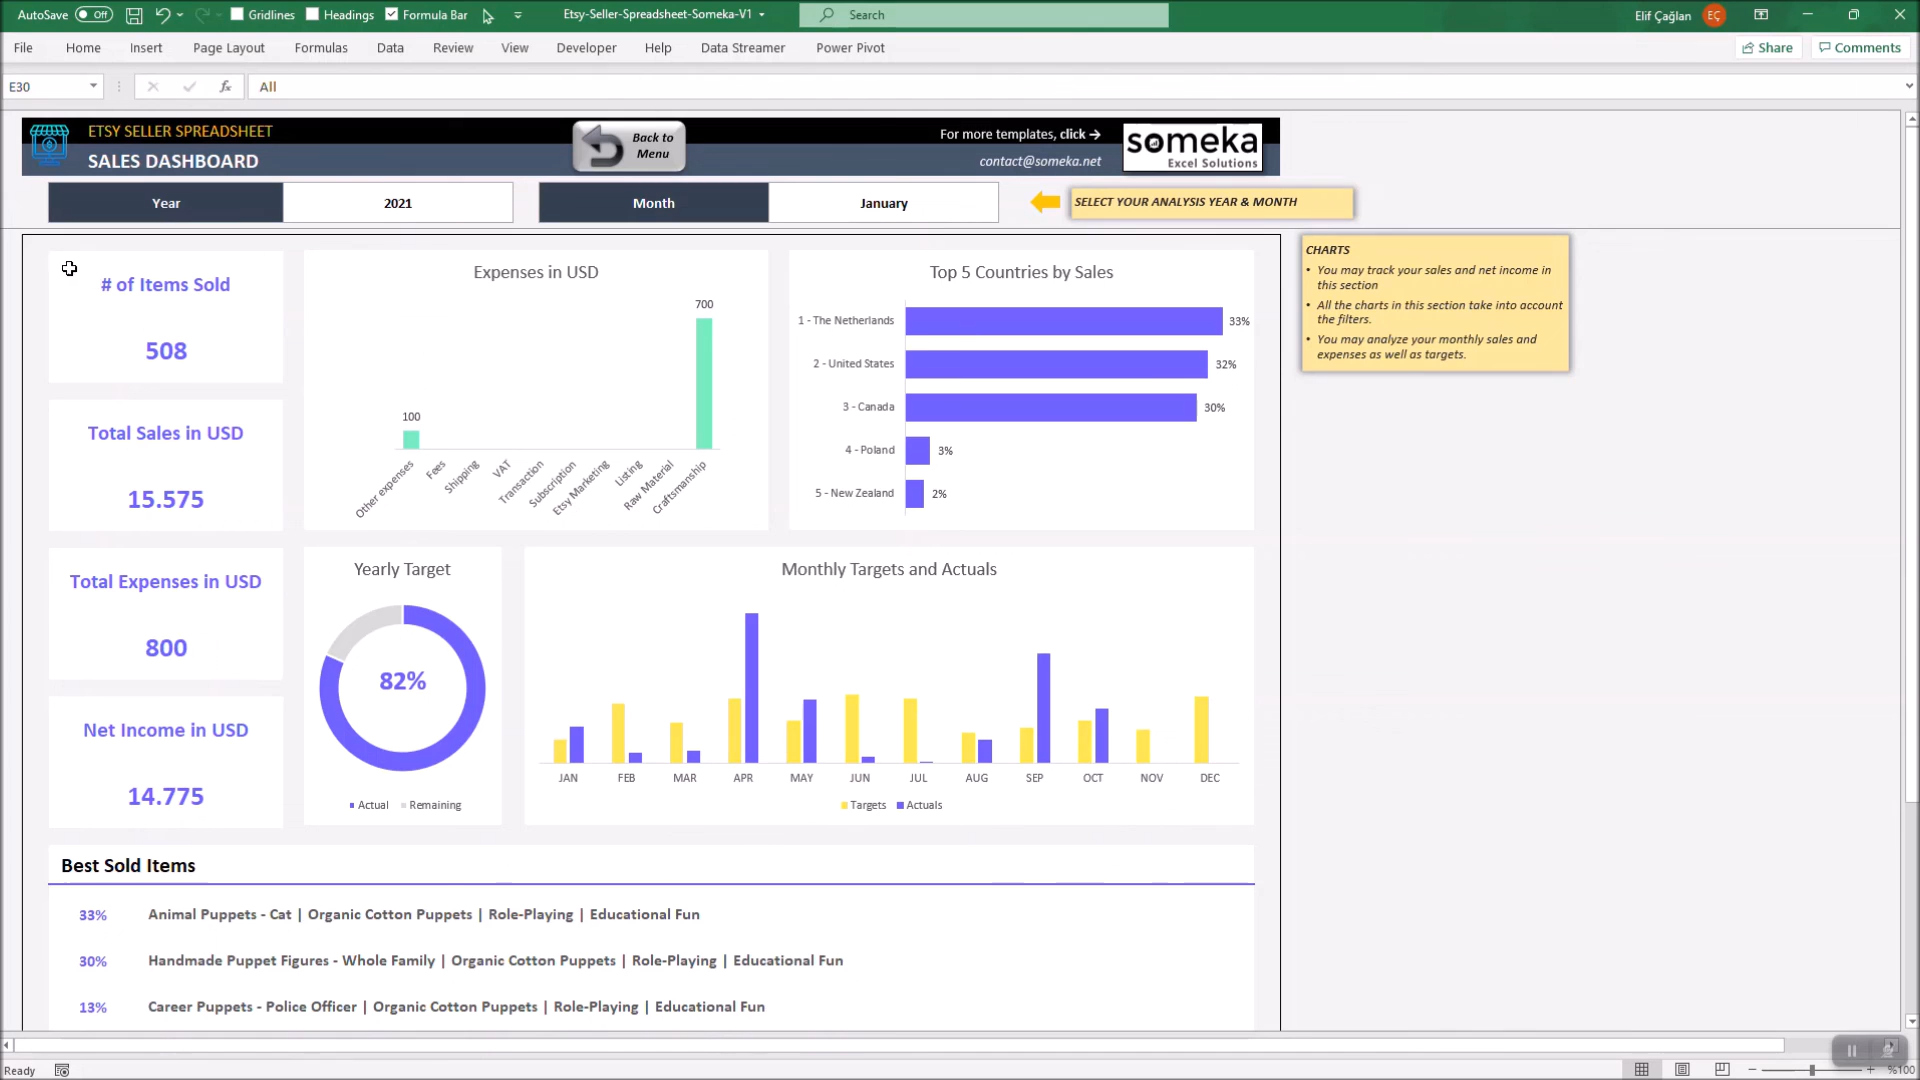 AutoSave Off Gridlines Headings Formula Bar Etsy-Seller-Spreadsheet-Someka-V1 Search Elif Çağlan EÇ
File Home Insert Page Layout Formulas Data Review View Developer Help Data Streamer Power Pivot Share Comments
E30 fx All
ETSY SELLER SPREADSHEET
SALES DASHBOARD
Back to
Menu
For more templates, click →
contact@someka.net
someka
Excel Solutions
Year 2021 Month January
SELECT YOUR ANALYSIS YEAR & MONTH
# of Items Sold
508
Total Sales in USD
15.575
Total Expenses in USD
800
Net Income in USD
14.775
Expenses in USD
700
100
Other expenses
Fees
Shipping
VAT
Transaction
Subscription
Etsy Marketing
Listing
Raw Material
Craftsmanship
Top 5 Countries by Sales
1 - The Netherlands 33%
2 - United States 32%
3 - Canada 30%
4 - Poland 3%
5 - New Zealand 2%
CHARTS
• You may track your sales and net income in
this section
• All the charts in this section take into account
the filters.
• You may analyze your monthly sales and
expenses as well as targets.
Yearly Target
82%
Actual Remaining
Monthly Targets and Actuals
JAN FEB MAR APR MAY JUN JUL AUG SEP OCT NOV DEC
Targets Actuals
Best Sold Items
33% Animal Puppets - Cat | Organic Cotton Puppets | Role-Playing | Educational Fun
30% Handmade Puppet Figures - Whole Family | Organic Cotton Puppets | Role-Playing | Educational Fun
13% Career Puppets - Police Officer | Organic Cotton Puppets | Role-Playing | Educational Fun
Ready %100